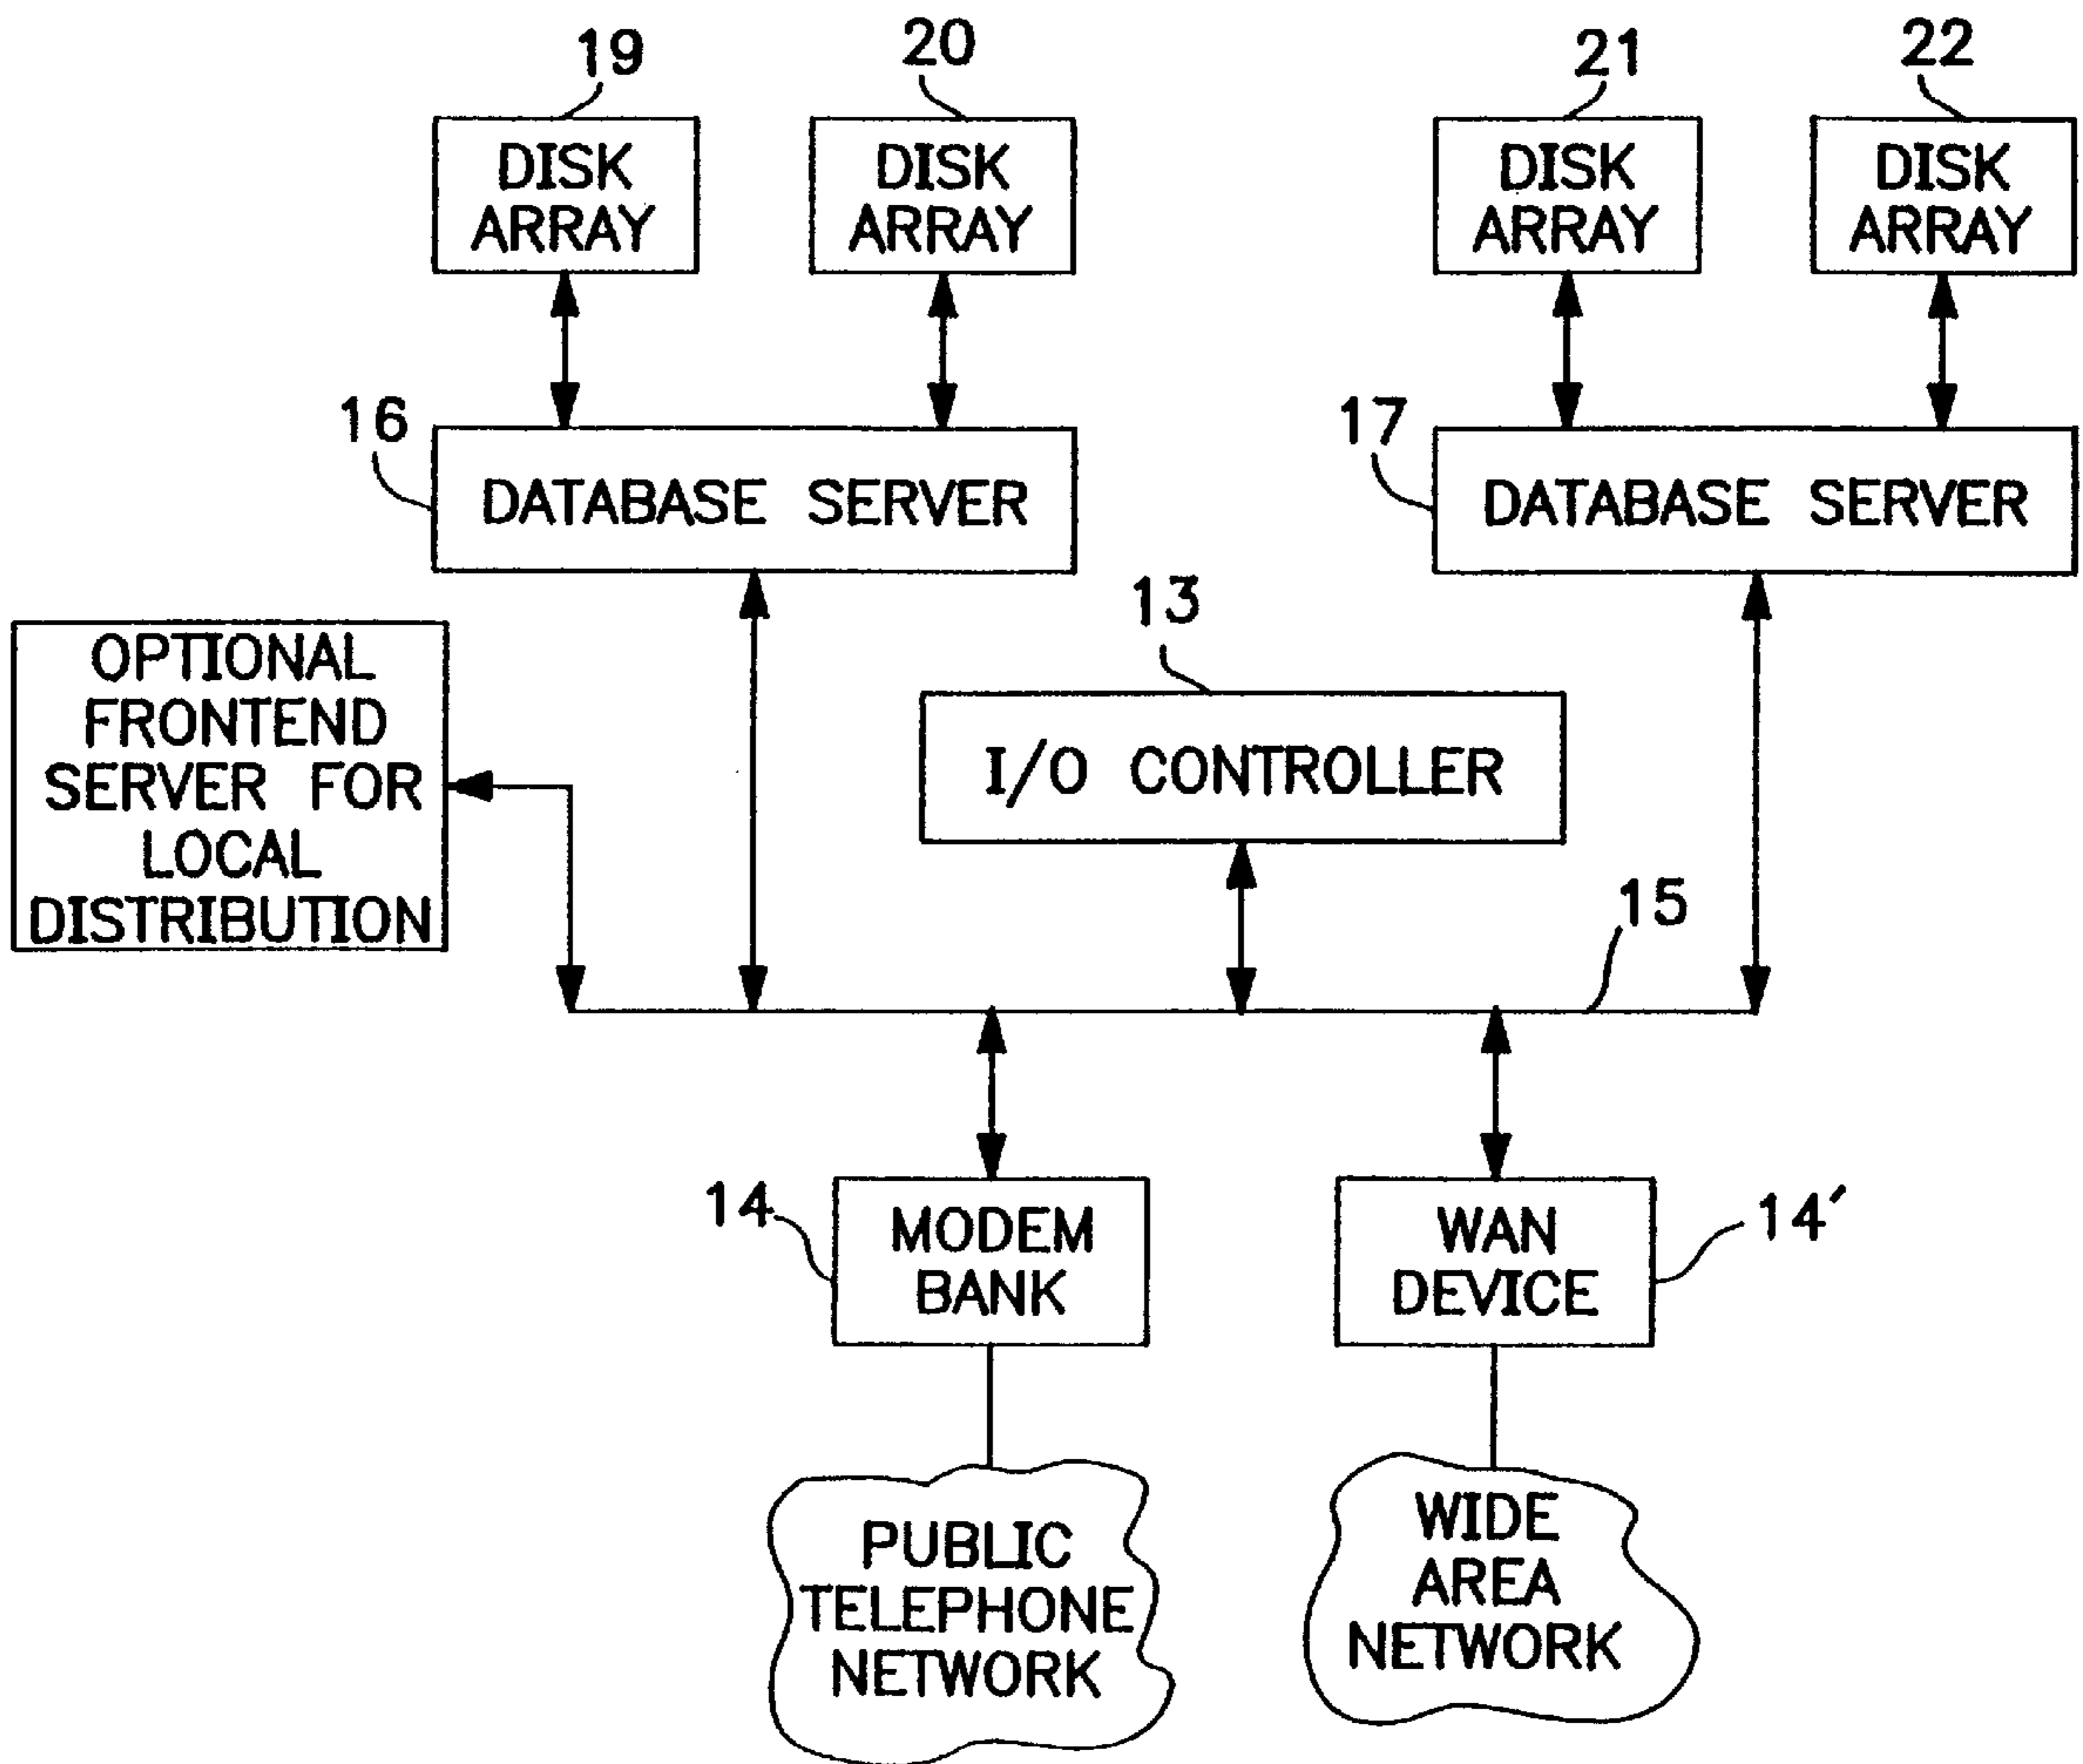 19
20
21
22
DISK
ARRAY
DISK
ARRAY
DISK
ARRAY
DISK
ARRAY
16
DATABASE SERVER
17
DATABASE SERVER
13
OPTIONAL
FRONTEND
SERVER FOR
LOCAL
DISTRIBUTION
I/O CONTROLLER
15
14
MODEM
BANK
WAN
DEVICE
14′
PUBLIC
TELEPHONE
NETWORK
WIDE
AREA
NETWORK